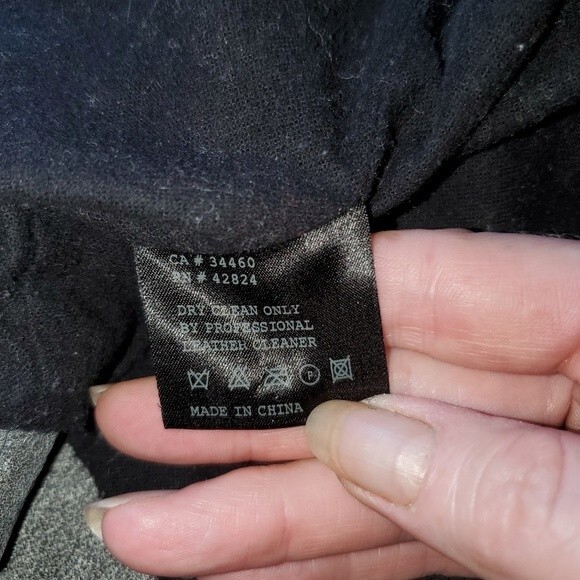 CA # 34460
RN # 42824
DRY CLEAN ONLY
BY PROFESSIONAL
LEATHER CLEANER
P
MADE IN CHINA